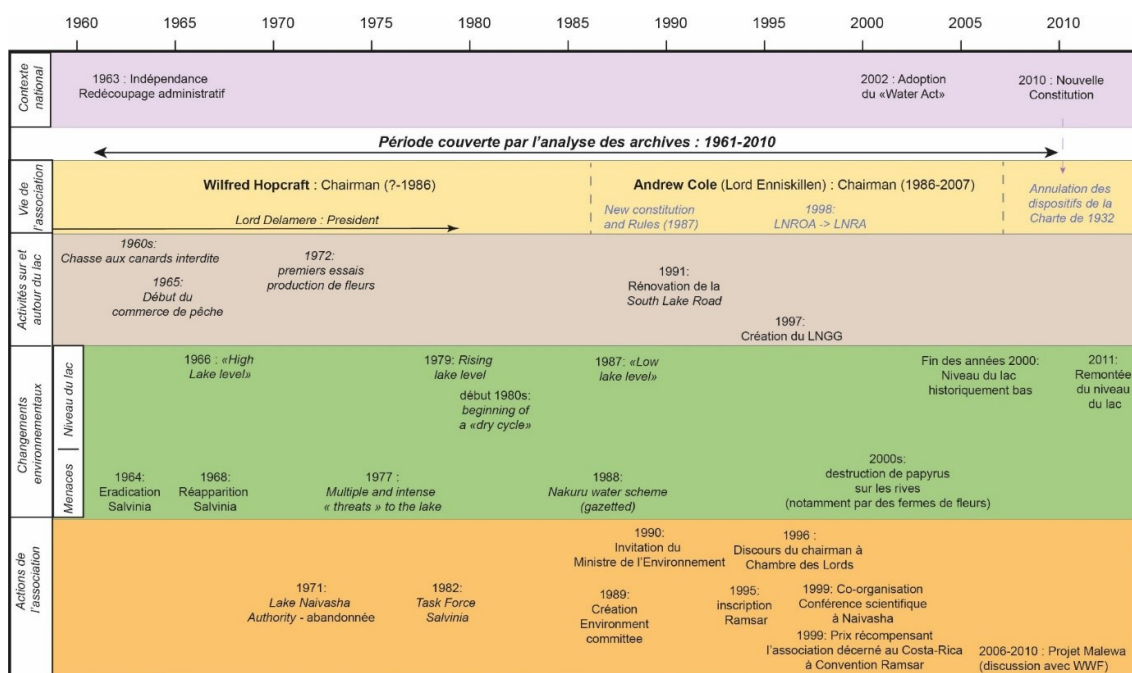 1960 1965 1970 1975 1980 1985 1990 1995 2000 2005 2010
Contexte
national
1963 : Indépendance
Redécoupage administratif
2002 : Adoption
du «Water Act»
2010 : Nouvelle
Constitution
Période couverte par l'analyse des archives : 1961-2010
Vie de
l'association
Wilfred Hopcraft : Chairman (?-1986)
Lord Delamere : President
Andrew Cole (Lord Enniskillen) : Chairman (1986-2007)
New constitution
and Rules (1987)
1998:
LNROA -> LNRA
Annulation des
dispositifs de la
Charte de 1932
Activités sur et
autour du lac
1960s:
Chasse aux canards interdite
1965:
Début du
commerce de pêche
1972:
premiers essais
production de fleurs
1991:
Rénovation de la
South Lake Road
1997:
Création du LNGG
Changements
environnementaux
Niveau du lac
1966 : «High
Lake level»
1979: Rising
lake level
début 1980s:
beginning of
a «dry cycle»
1987: «Low
lake level»
Fin des années 2000:
Niveau du lac
historiquement bas
2011:
Remontée
du niveau
du lac
Menaces
1964:
Eradication
Salvinia
1968:
Réapparition
Salvinia
1977 :
Multiple and intense
« threats » to the lake
1988:
Nakuru water scheme
(gazetted)
2000s:
destruction de papyrus
sur les rives
(notamment par des fermes de fleurs)
Actions de
l'association
1971:
Lake Naivasha
Authority - abandonnée
1982:
Task Force
Salvinia
1990:
Invitation du
Ministre de l'Environnement
1989:
Création
Environment
committee
1996 :
Discours du chairman à
Chambre des Lords
1995:
inscription
Ramsar
1999: Co-organisation
Conférence scientifique
à Naivasha
1999: Prix récompensant
l'association décerné au Costa-Rica
à Convention Ramsar
2006-2010 : Projet Malewa
(discussion avec WWF)